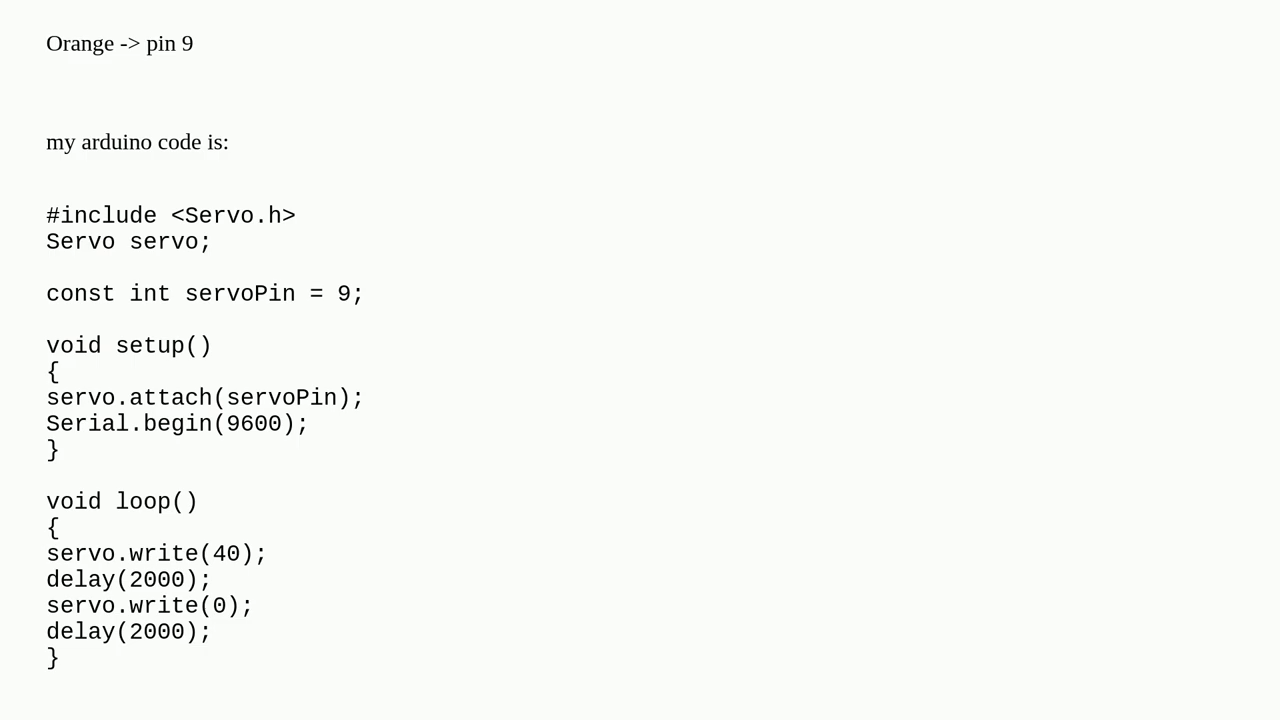 Orange -> pin 9
my arduino code is:
#include <Servo.h>
Servo servo;
const int servoPin = 9;
void setup()
{
servo.attach(servoPin);
Serial.begin(9600);
}
void loop()
{
servo.write(40);
delay(2000);
servo.write(0);
delay(2000);
}